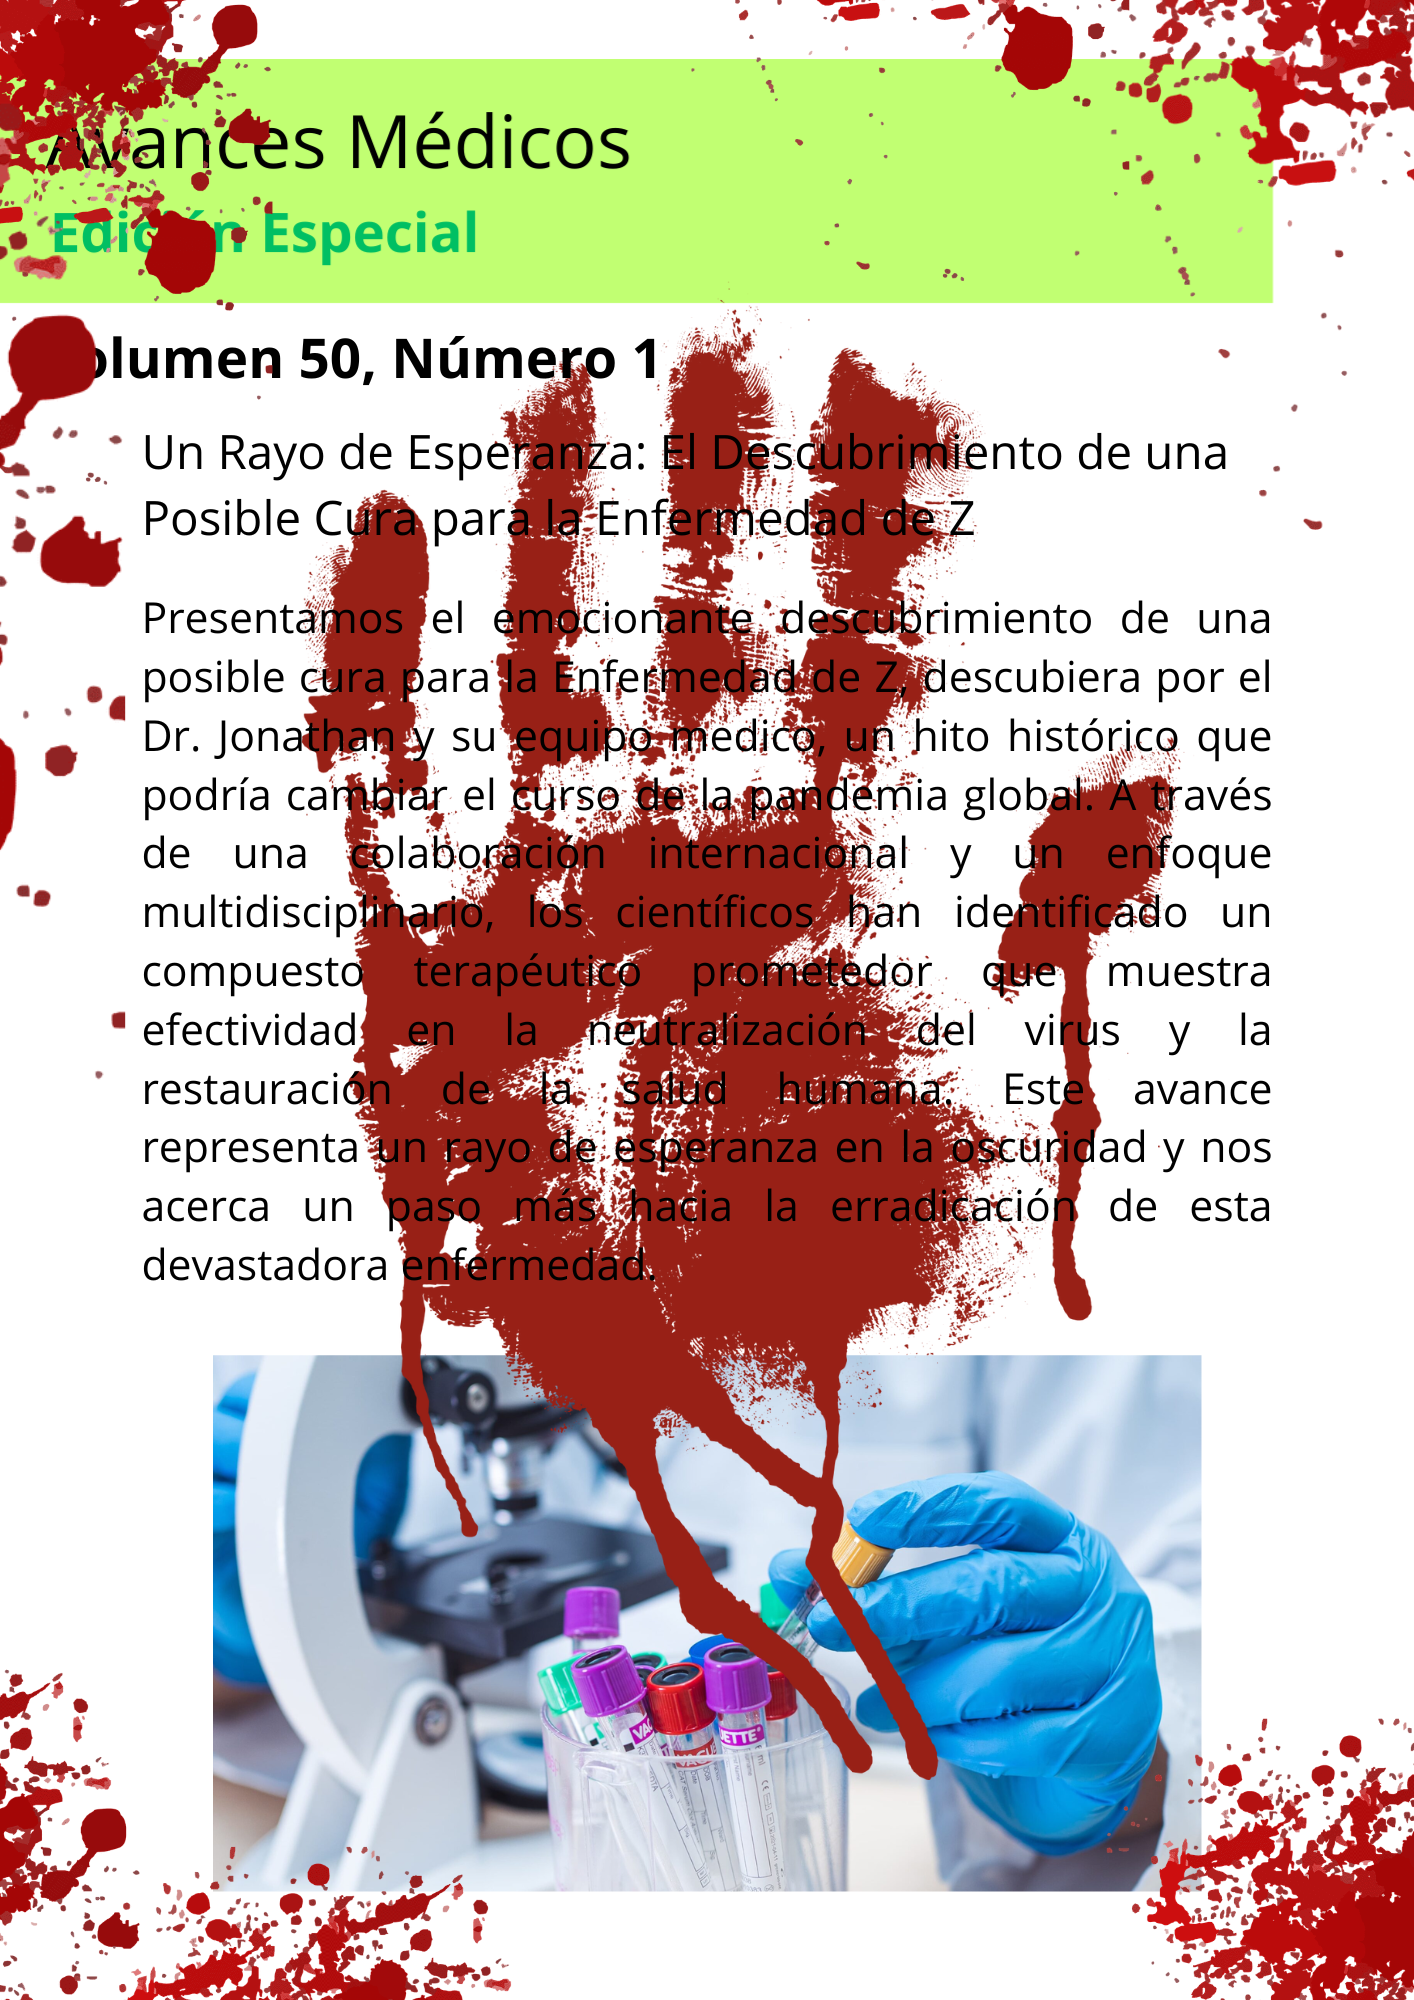 Avances Médicos
Edición Especial
Volumen 50, Número 1
Un Rayo de Esperanza: El Descubrimiento de una
Posible Cura para la Enfermedad de Z
Presentamos el emocionante descubrimiento de una
posible cura para la Enfermedad de Z, descubiera por el
Dr. Jonathan y su equipo medico, un hito histórico que
podría cambiar el curso de la pandemia global. A través
de una colaboración internacional y un enfoque
multidisciplinario, los científicos han identificado un
compuesto terapéutico prometedor que muestra
efectividad en la neutralización del virus y la
restauración de la salud humana. Este avance
representa un rayo de esperanza en la oscuridad y nos
acerca un paso más hacia la erradicación de esta
devastadora enfermedad.